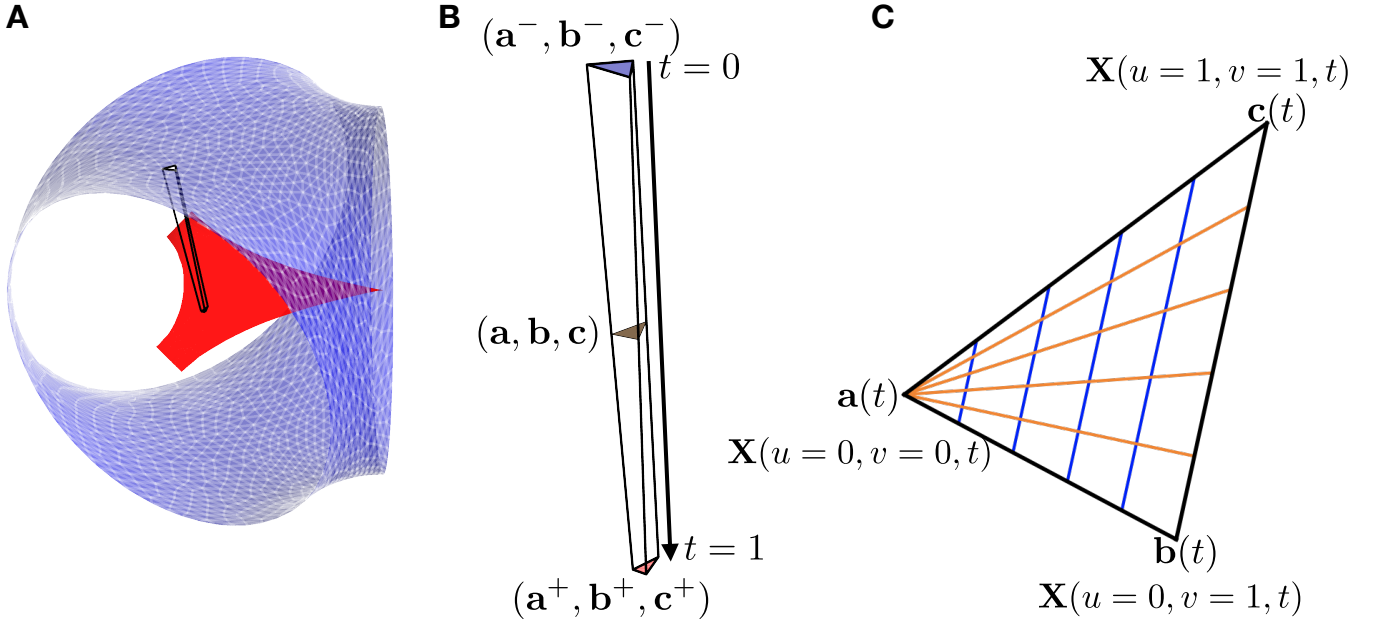 A
B
C
(a⁻, b⁻, c⁻)
t = 0
(a, b, c)
t = 1
(a⁺, b⁺, c⁺)
X(u = 1, v = 1, t)
c(t)
a(t)
X(u = 0, v = 0, t)
b(t)
X(u = 0, v = 1, t)